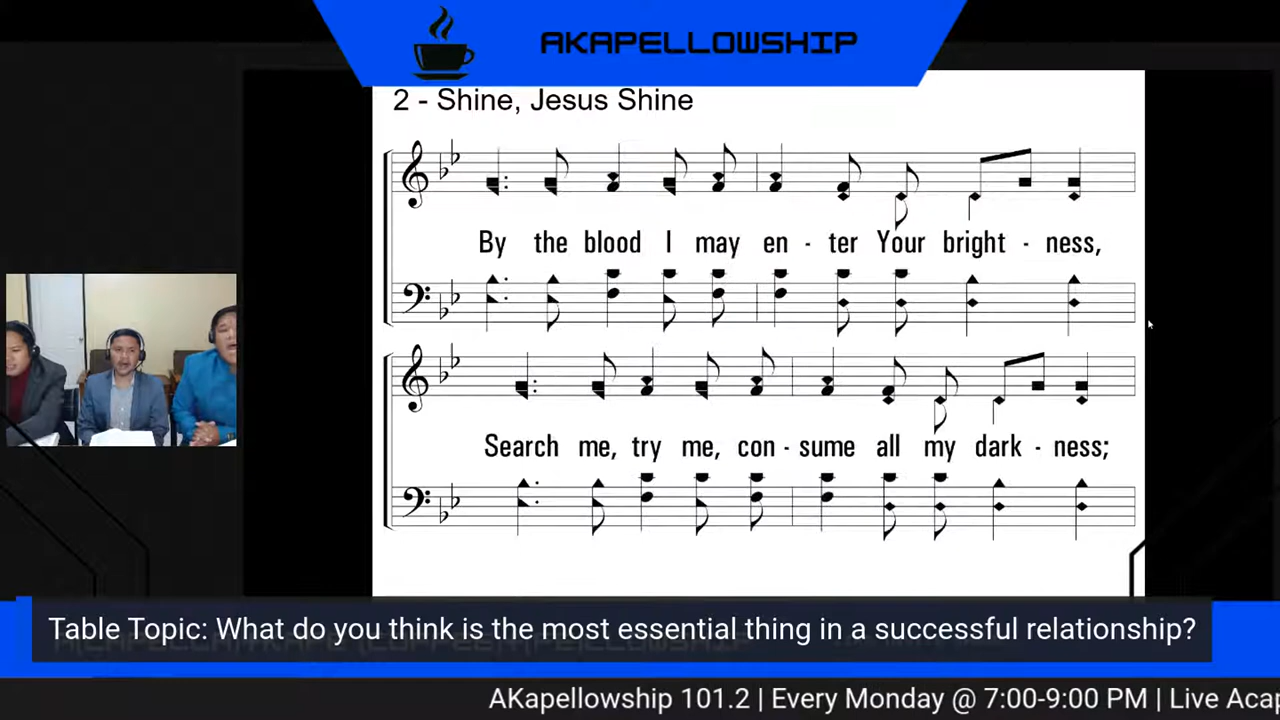 AKAPELLOWSHIP
2 - Shine, Jesus Shine
By the blood I may en - ter Your bright - ness,
Search me, try me, con - sume all my dark - ness;
Table Topic: What do you think is the most essential thing in a successful relationship?
AKapellowship 101.2 | Every Monday @ 7:00-9:00 PM | Live Acap